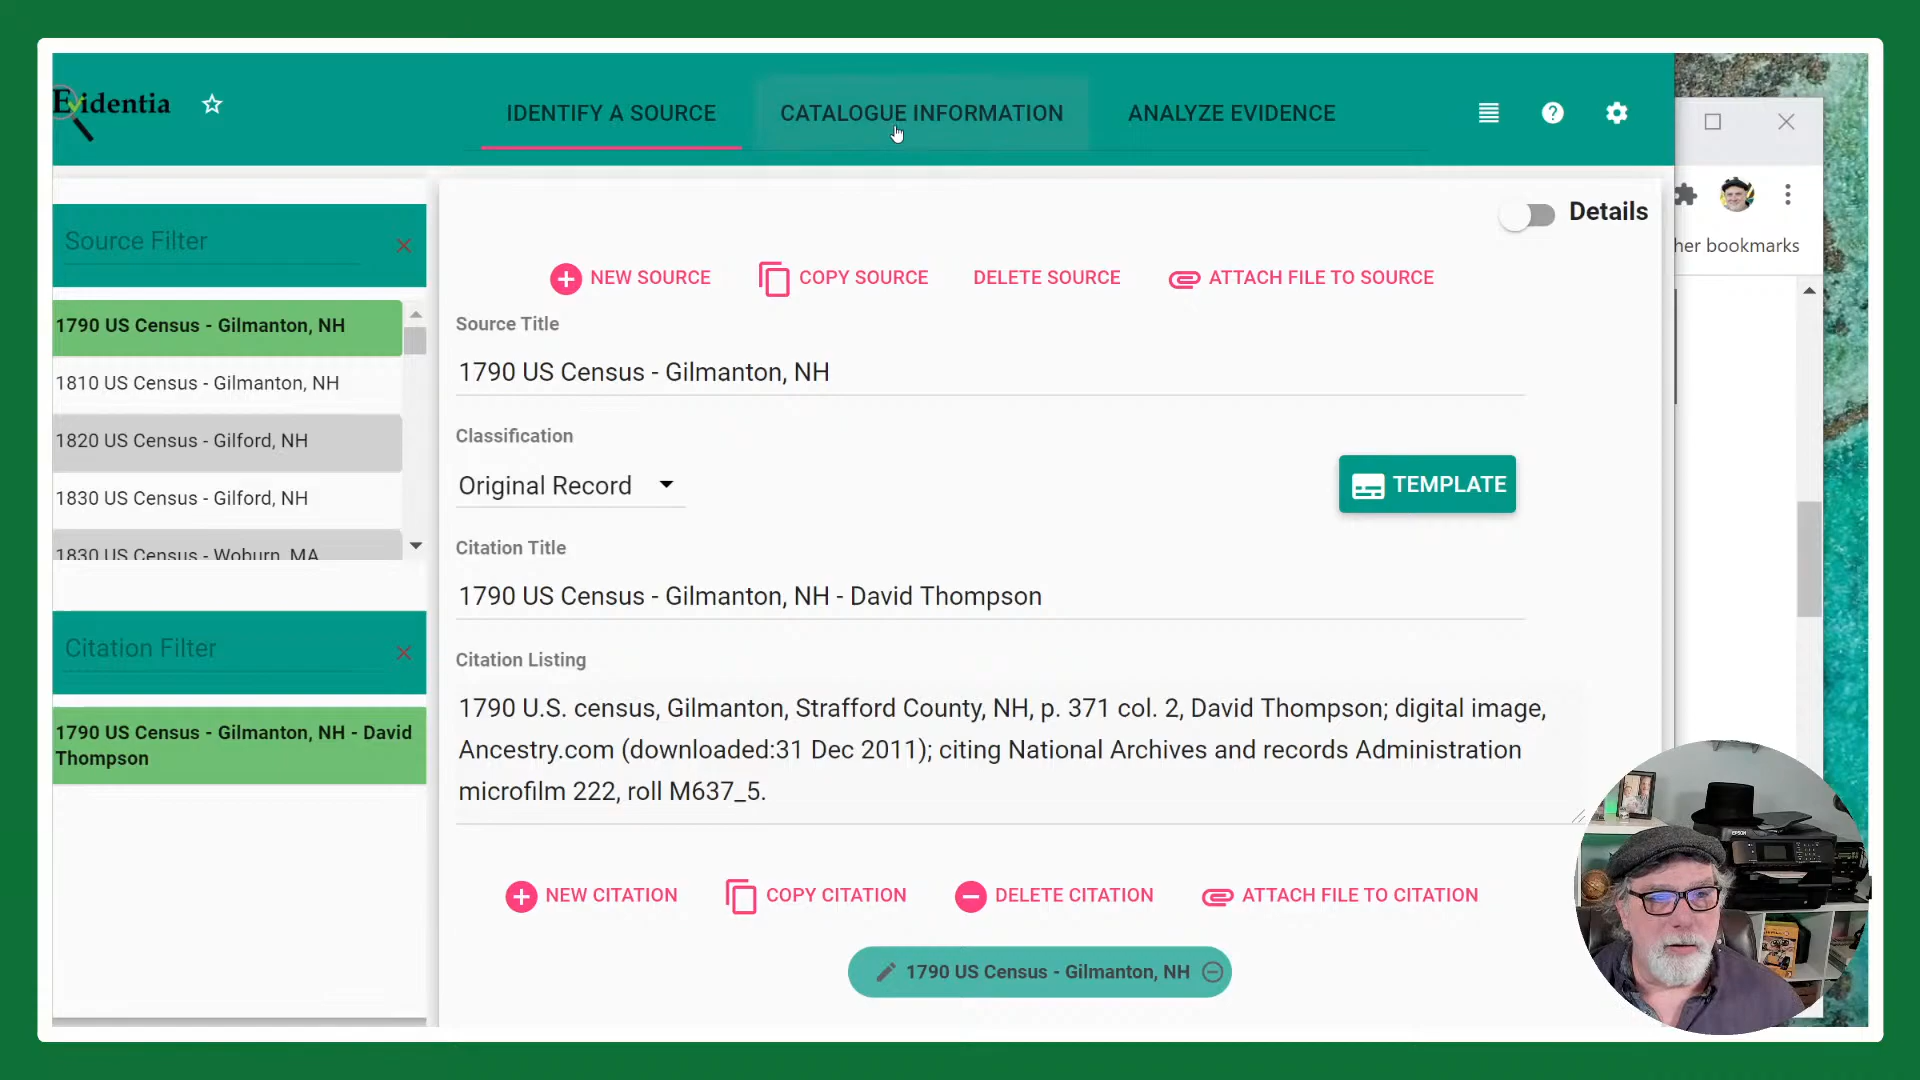 Evidentia
IDENTIFY A SOURCE
CATALOGUE INFORMATION
ANALYZE EVIDENCE
her bookmarks
Source Filter
1790 US Census - Gilmanton, NH
1810 US Census - Gilmanton, NH
1820 US Census - Gilford, NH
1830 US Census - Gilford, NH
1830 US Census - Woburn, MA
Citation Filter
1790 US Census - Gilmanton, NH - David
Thompson
Details
NEW SOURCE
COPY SOURCE
DELETE SOURCE
ATTACH FILE TO SOURCE
Source Title
1790 US Census - Gilmanton, NH
Classification
Original Record
TEMPLATE
Citation Title
1790 US Census - Gilmanton, NH - David Thompson
Citation Listing
1790 U.S. census, Gilmanton, Strafford County, NH, p. 371 col. 2, David Thompson; digital image,
Ancestry.com (downloaded:31 Dec 2011); citing National Archives and records Administration
microfilm 222, roll M637_5.
NEW CITATION
COPY CITATION
DELETE CITATION
ATTACH FILE TO CITATION
1790 US Census - Gilmanton, NH
EPSON